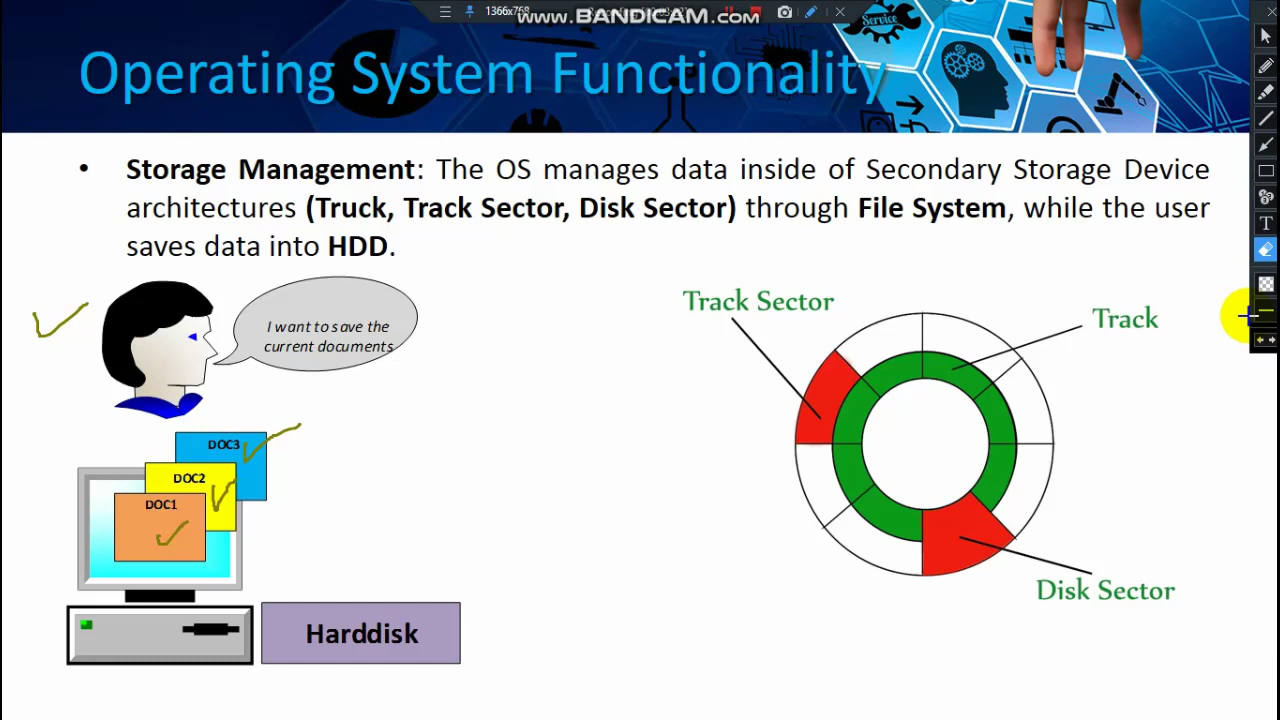 1366x768
www.BANDICAM.com
Service
Operating System Functionality
• Storage Management: The OS manages data inside of Secondary Storage Device
architectures (Truck, Track Sector, Disk Sector) through File System, while the user
saves data into HDD.
I want to save the
current documents
Track Sector
Track
DOC3
DOC2
DOC1
Disk Sector
Harddisk
T